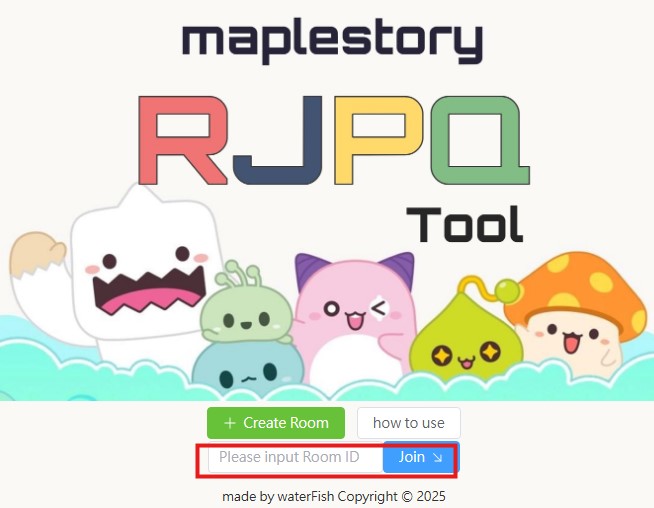 maplestory
RJPQ
Tool
+ Create Room how to use
Please input Room ID Join ↘
made by waterFish Copyright © 2025